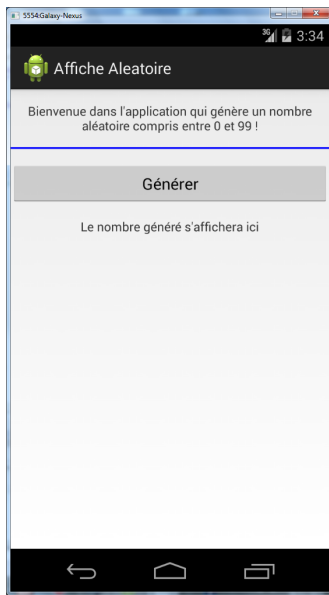 5554:Galaxy-Nexus
3G 3:34
Affiche Aleatoire
Bienvenue dans l'application qui génère un nombre
aléatoire compris entre 0 et 99 !
Générer
Le nombre généré s'affichera ici